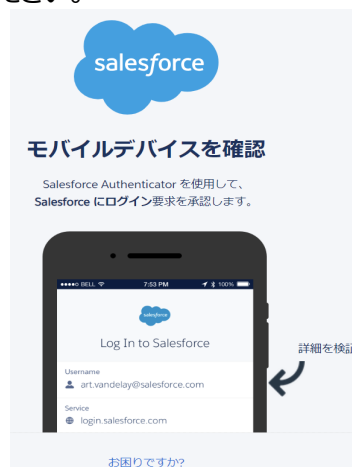 salesforce
モバイルデバイスを確認
Salesforce Authenticator を使用して、
Salesforce にログイン要求を承認します。
BELL 7:53 PM 100%
salesforce
Log In to Salesforce
Username
art.vandelay@salesforce.com
詳細を検証
Service
login.salesforce.com
お困りですか?